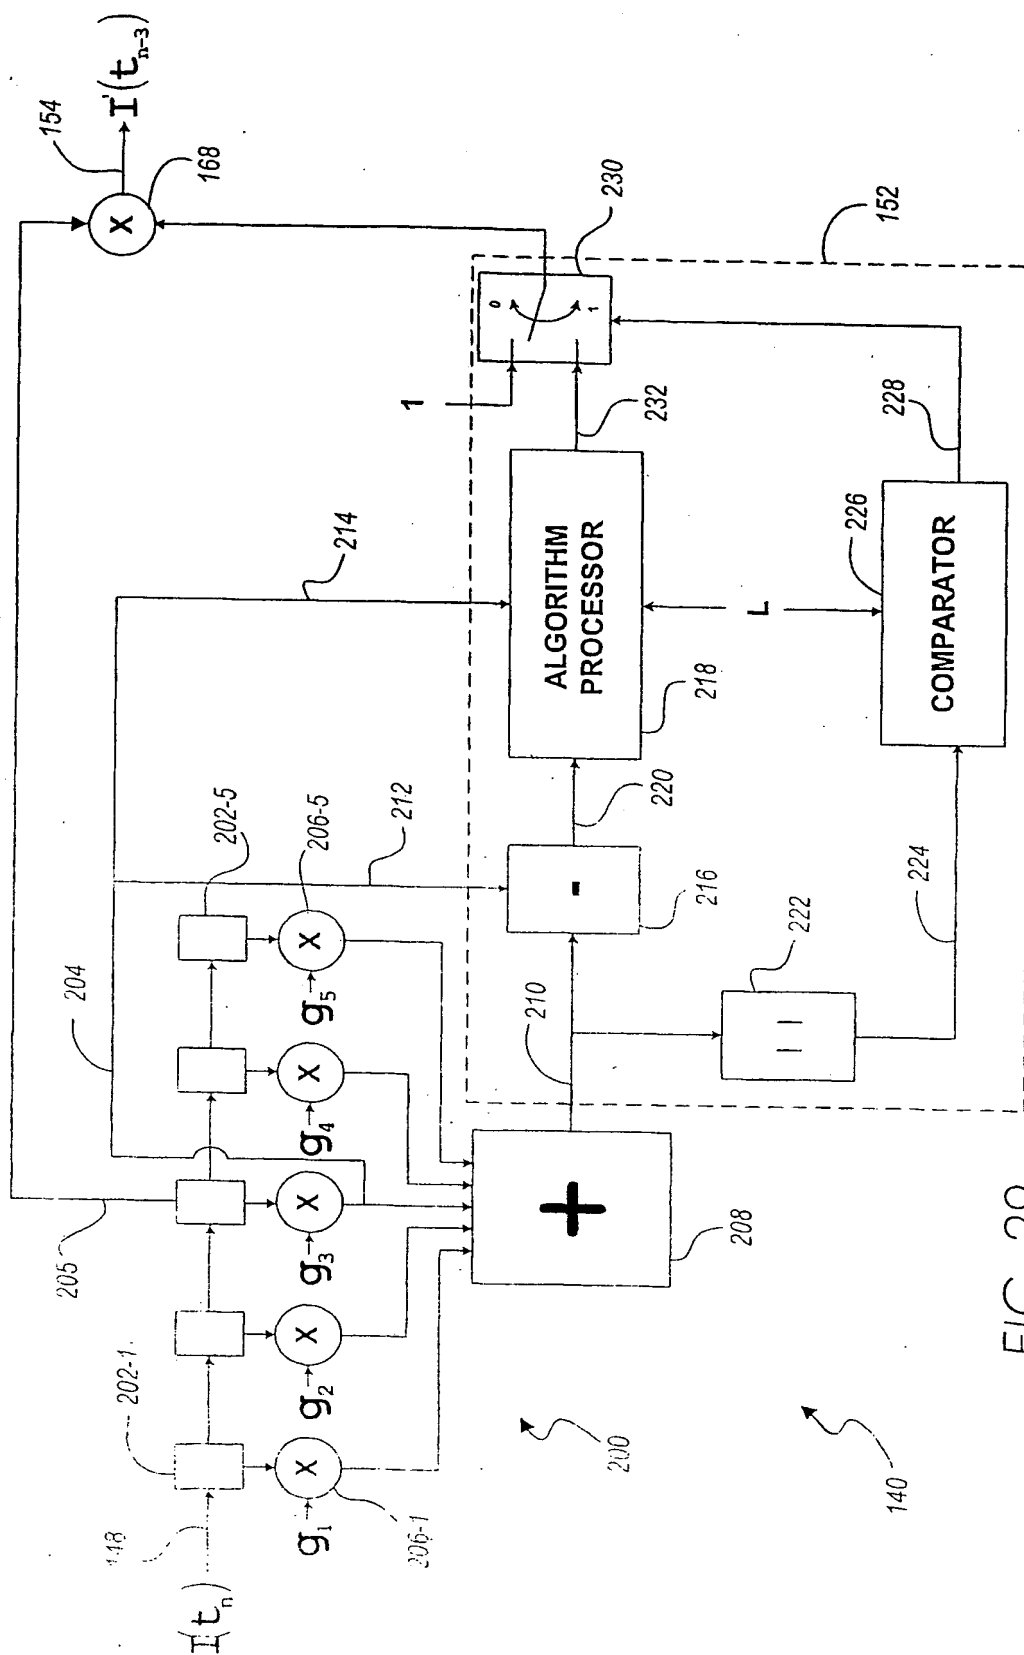 I(t_n)
148
202-1
205
204
202-5
206-5
212
214
154
I'(t_{n-3})
168
g_1
X
206-1
g_2
X
g_3
X
g_4
X
g_5
X
X
+
208
210
-
216
220
ALGORITHM
PROCESSOR
218
232
1
0
1
230
152
L
| |
222
224
COMPARATOR
226
228
200
140